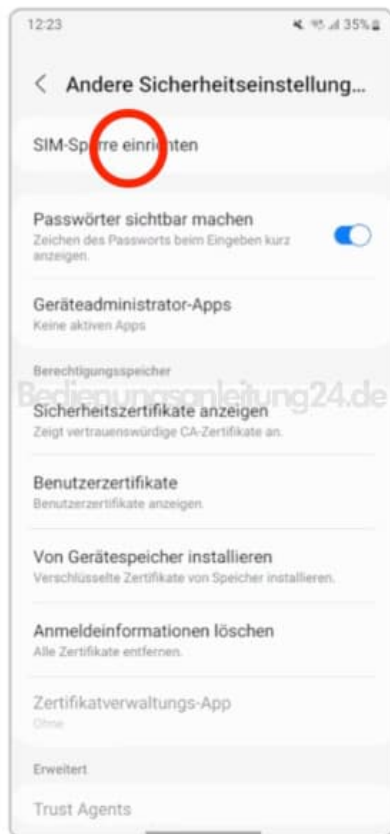 12:23
35%
Andere Sicherheitseinstellung...
SIM-Sperre einrichten
Passwörter sichtbar machen
Zeichen des Passworts beim Eingeben kurz
anzeigen.
Geräteadministrator-Apps
Keine aktiven Apps
Berechtigungsspeicher
Bedienungsanleitung24.de
Sicherheitszertifikate anzeigen
Zeigt vertrauenswürdige CA-Zertifikate an.
Benutzerzertifikate
Benutzerzertifikate anzeigen.
Von Gerätespeicher installieren
Verschlüsselte Zertifikate von Speicher installieren.
Anmeldeinformationen löschen
Alle Zertifikate entfernen.
Zertifikatverwaltungs-App
Ohne
Erweitert
Trust Agents